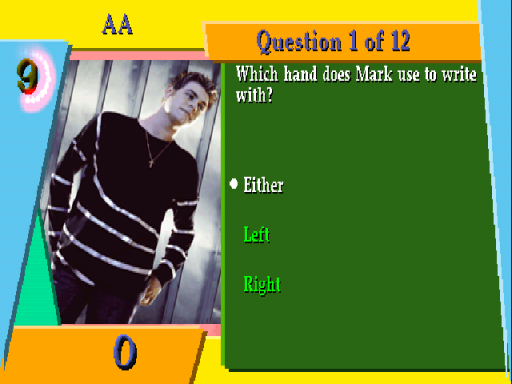 AA
Question 1 of 12
9
Which hand does Mark use to write
with?
Either
Left
Right
0